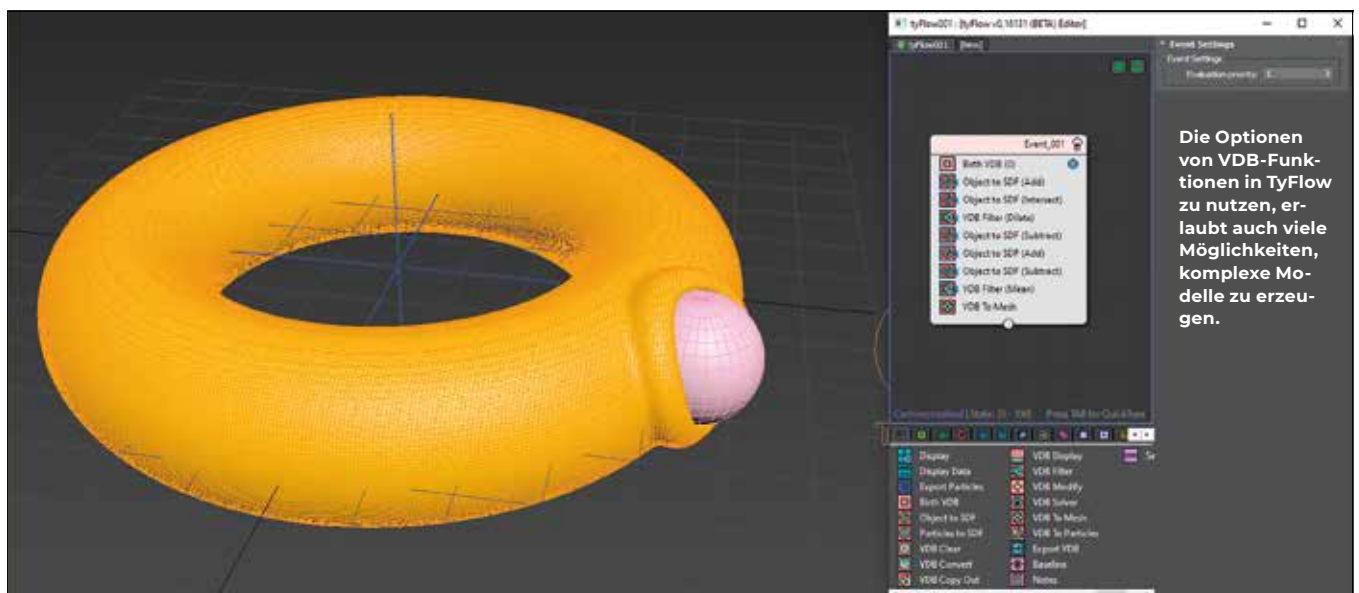 tyFlow001 : [tyFlow v0.16131 (BETA) Editor]
tyFlow001 [New]
Event Settings
Event Settings
Evaluation priority: 1
Event_001
Birth VDB (0)
Object to SDF (Add)
Object to SDF (Intersect)
VDB Filter (Dilate)
Object to SDF (Subtract)
Object to SDF (Add)
Object to SDF (Subtract)
VDB Filter (Mean)
VDB To Mesh
Press TAB for
Display
Display Data
Export Particles
Birth VDB
Object to SDF
Particles to SDF
VDB Clear
VDB Convert
VDB Copy Out
VDB Display
VDB Filter
VDB Modify
VDB Solver
VDB To Mesh
VDB To Particles
Export VDB
Baseline
Notes
Die Optionen
von VDB-Funk-
tionen in TyFlow
zu nutzen, er-
laubt auch viele
Möglichkeiten,
komplexe Mo-
delle zu erzeu-
gen.